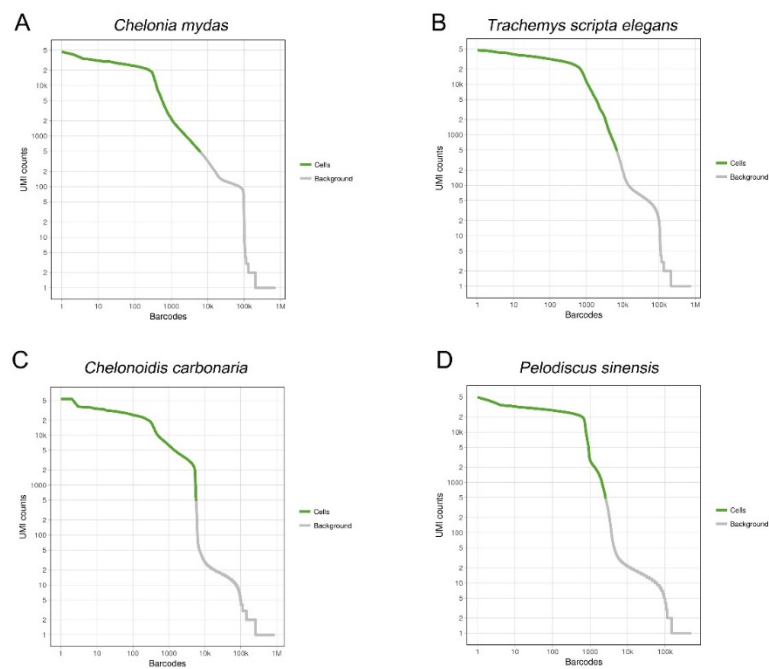 A
Chelonia mydas
UMI counts
5
2
10k
5
2
1000
5
2
100
5
2
10
5
2
1
1 10 100 1000 10k 100k 1M
Barcodes
Cells
Background
B
Trachemys scripta elegans
UMI counts
5
2
10k
5
2
1000
5
2
100
5
2
10
5
2
1
1 10 100 1000 10k 100k 1M
Barcodes
Cells
Background
C
Chelonoidis carbonaria
UMI counts
5
2
10k
5
2
1000
5
2
100
5
2
10
5
2
1
1 10 100 1000 10k 100k 1M
Barcodes
Cells
Background
D
Pelodiscus sinensis
UMI counts
5
2
10k
5
2
1000
5
2
100
5
2
10
5
2
1
1 10 100 1000 10k 100k
Barcodes
Cells
Background